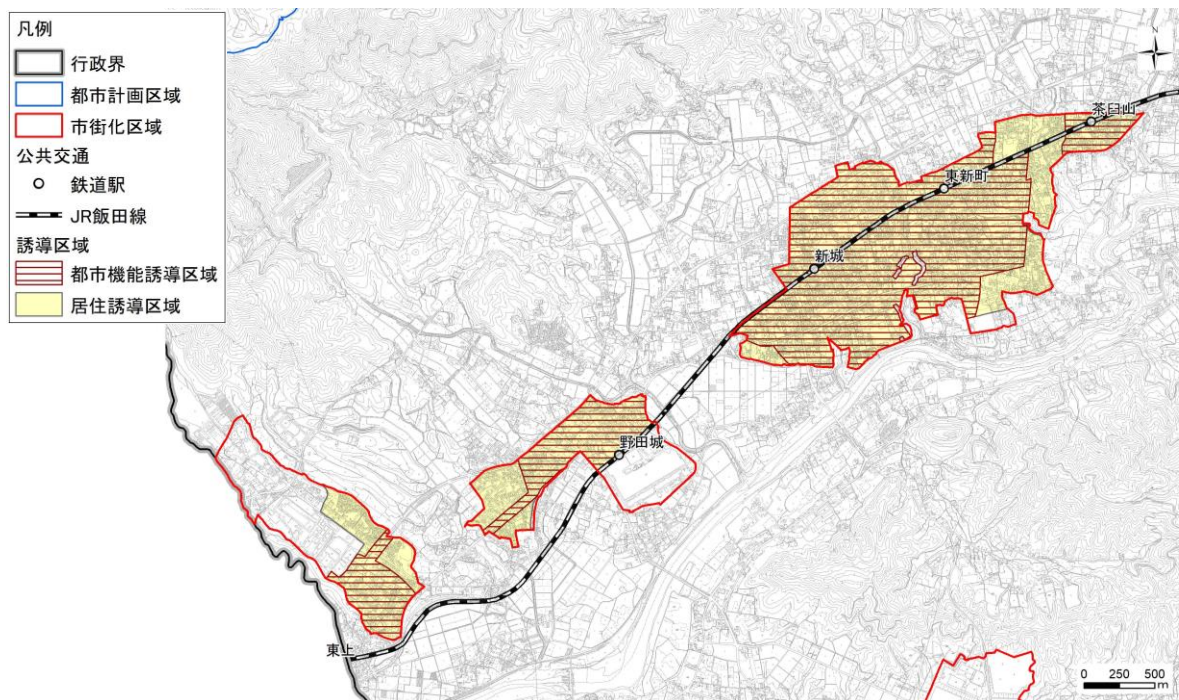 凡例
行政界
都市計画区域
市街化区域
公共交通
鉄道駅
JR飯田線
誘導区域
都市機能誘導区域
居住誘導区域
N
茶臼山
東新町
新城
野田城
東上
0 250 500
m